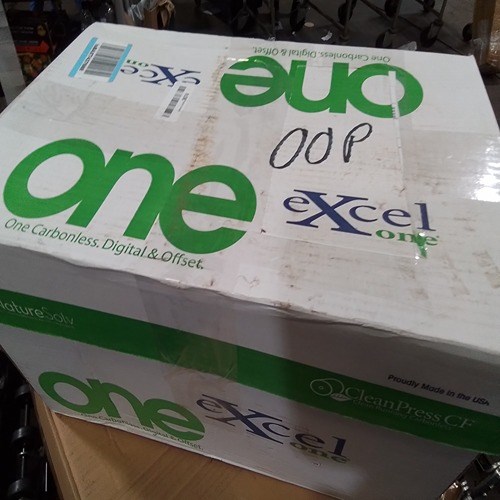 One Carbonless. Digital & Offset.
one
eXcel
one
OOP
one
One Carbonless. Digital & Offset.
eXcel
one
NatureSolv
Proudly Made in the USA
CleanPress CF
one
eXcel
one